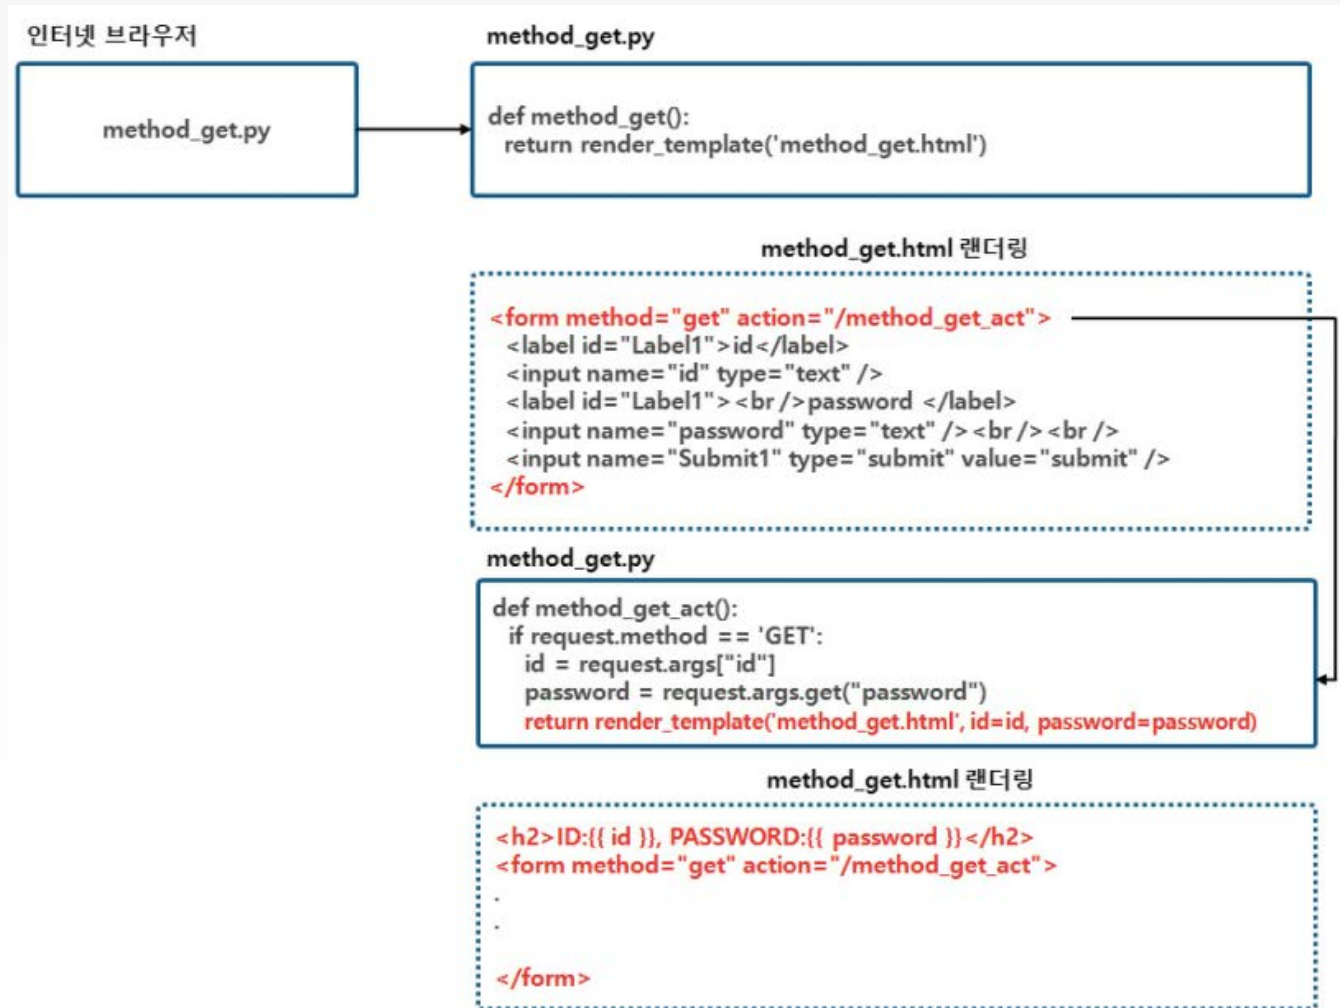 인터넷 브라우저
method_get.py
method_get.py
def method_get():
return render_template('method_get.html')
method_get.html 랜더링
<form method="get" action="/method_get_act">
<label id="Label1">id</label>
<input name="id" type="text" />
<label id="Label1"><br />password </label>
<input name="password" type="text" /><br /><br />
<input name="Submit1" type="submit" value="submit" />
</form>
method_get.py
def method_get_act():
if request.method == 'GET':
id = request.args["id"]
password = request.args.get("password")
return render_template('method_get.html', id=id, password=password)
method_get.html 랜더링
<h2>ID:{{ id }}, PASSWORD:{{ password }}</h2>
<form method="get" action="/method_get_act">
.
.
</form>